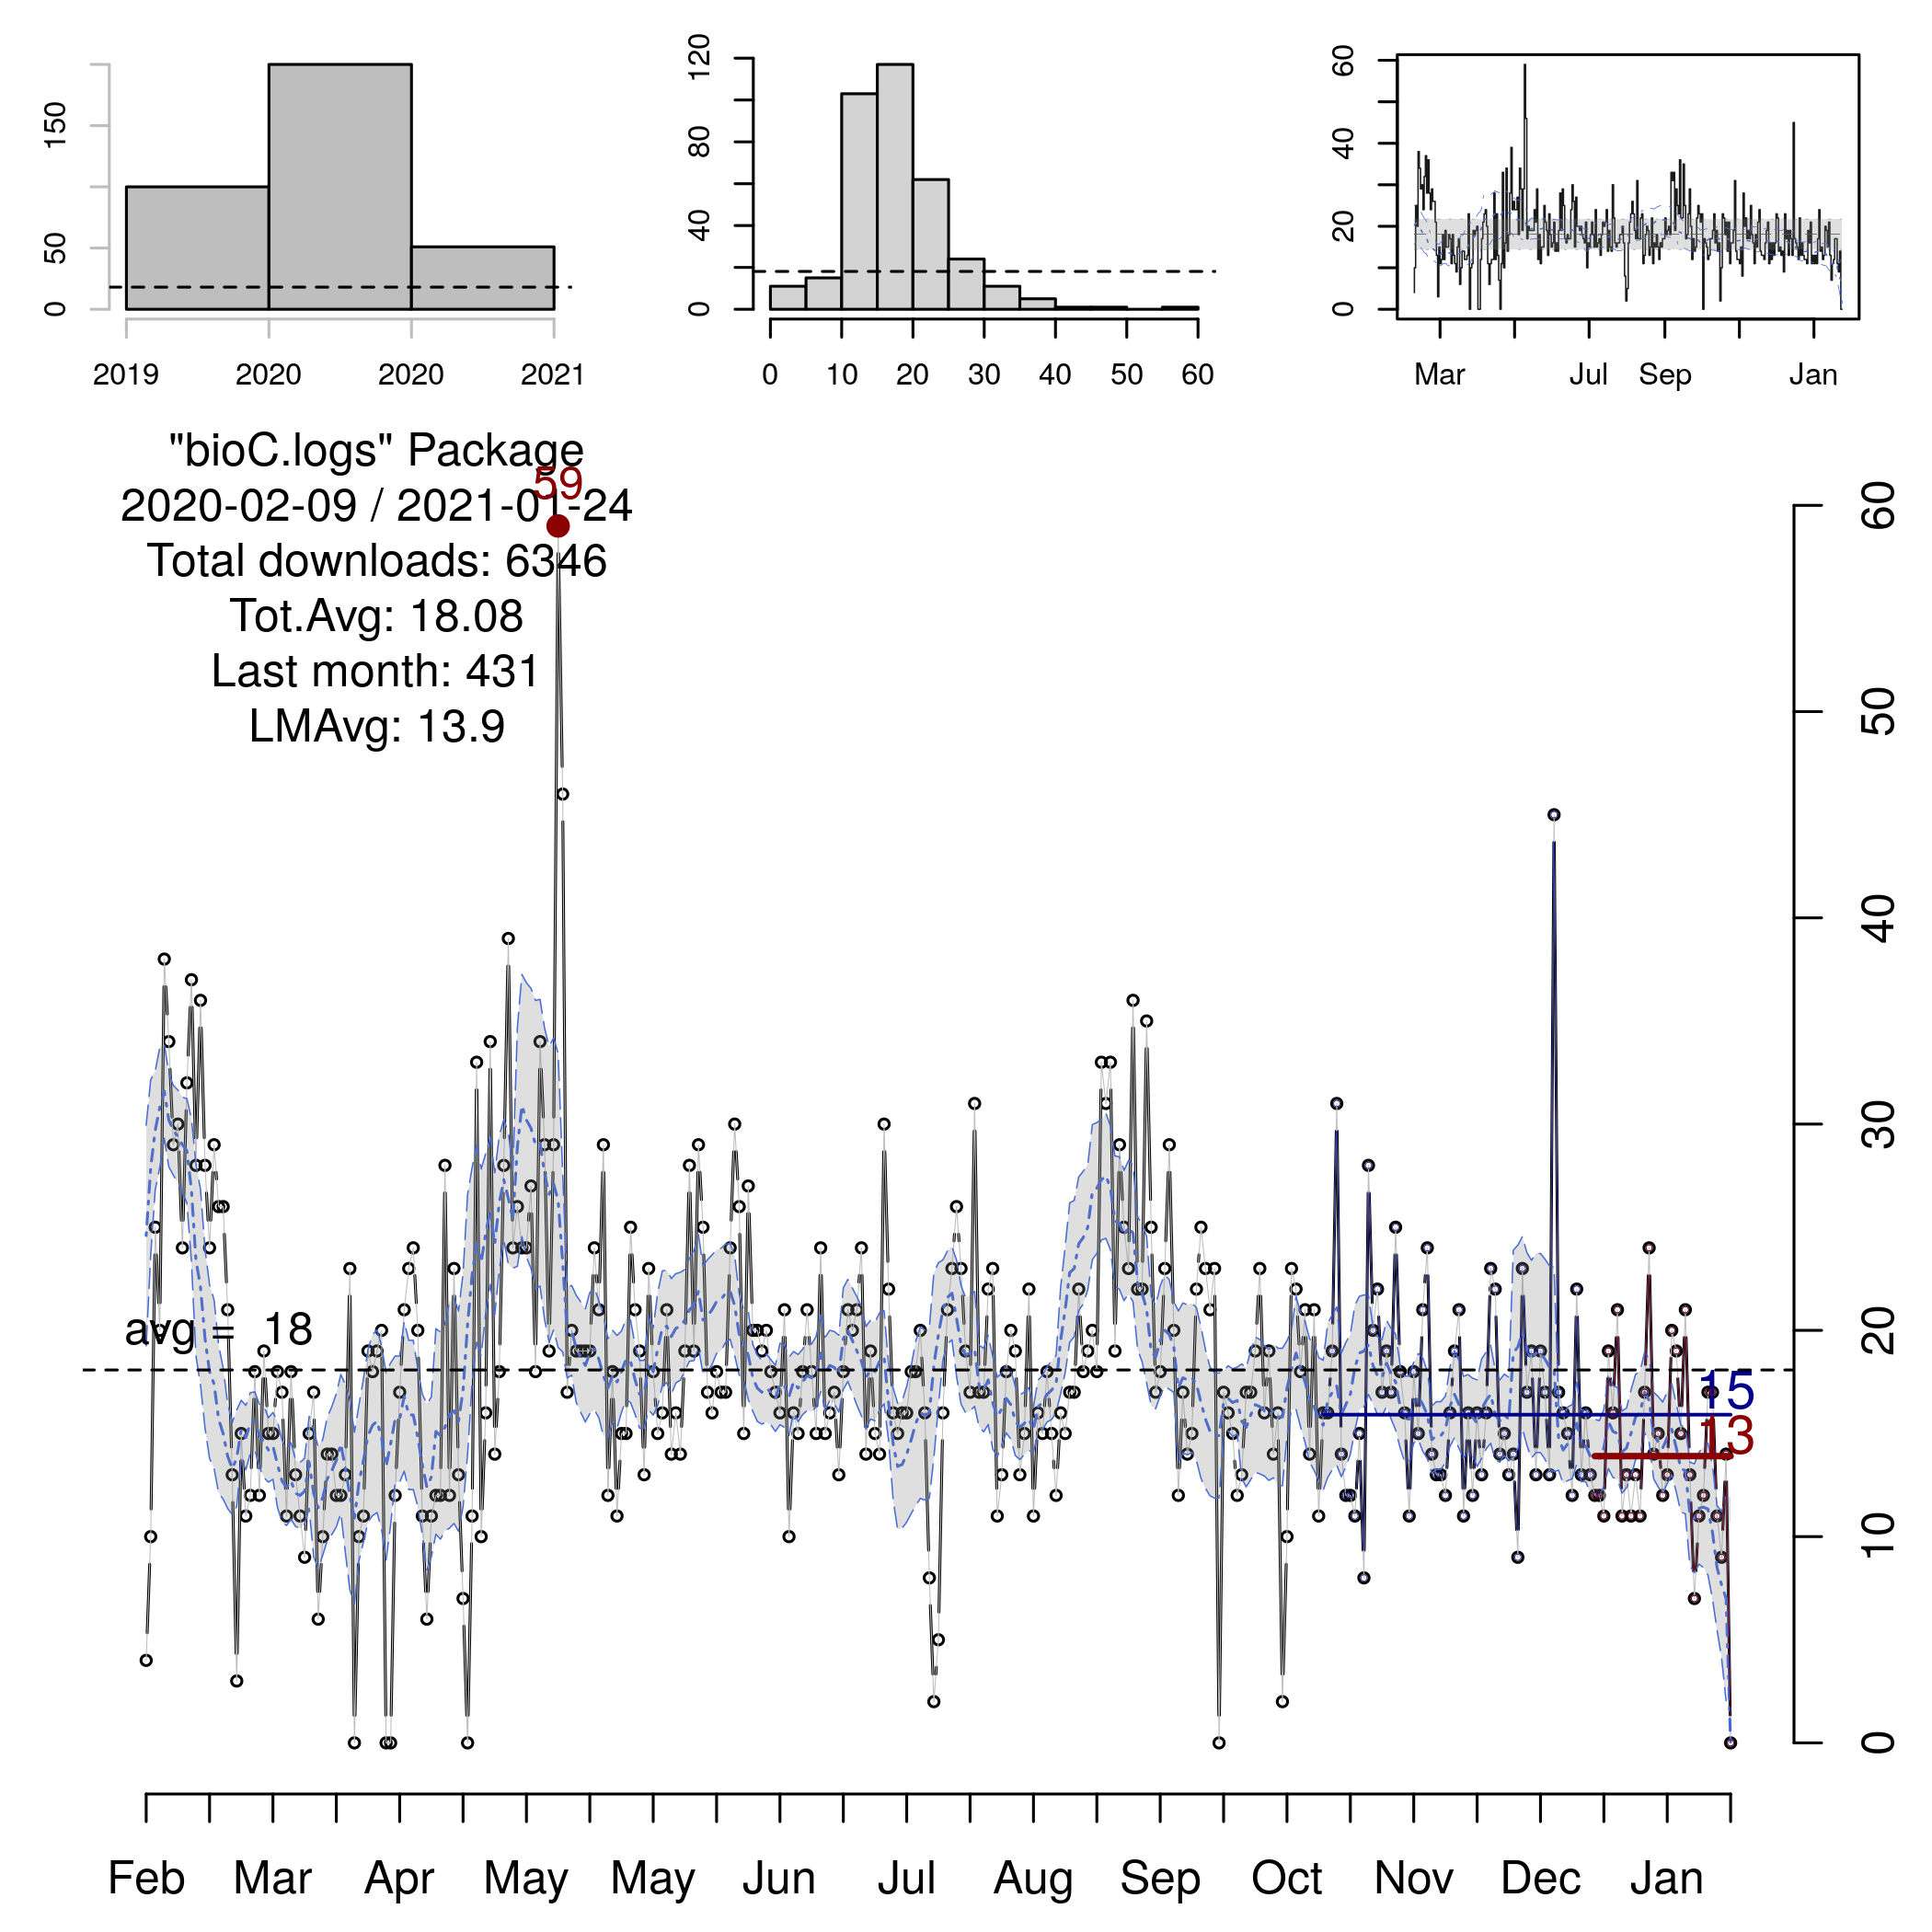 150
50
0
2019 2020 2020 2021
120
80
40
0
0 10 20 30 40 50 60
60
40
20
0
Mar Jul Sep Jan
"bioC.logs" Package
59
2020-02-09 / 2021-01-24
Total downloads: 6346
Tot.Avg: 18.08
Last month: 431
LMAvg: 13.9
avg = 18
15
13
60
50
40
30
20
10
0
Feb Mar Apr May May Jun Jul Aug Sep Oct Nov Dec Jan